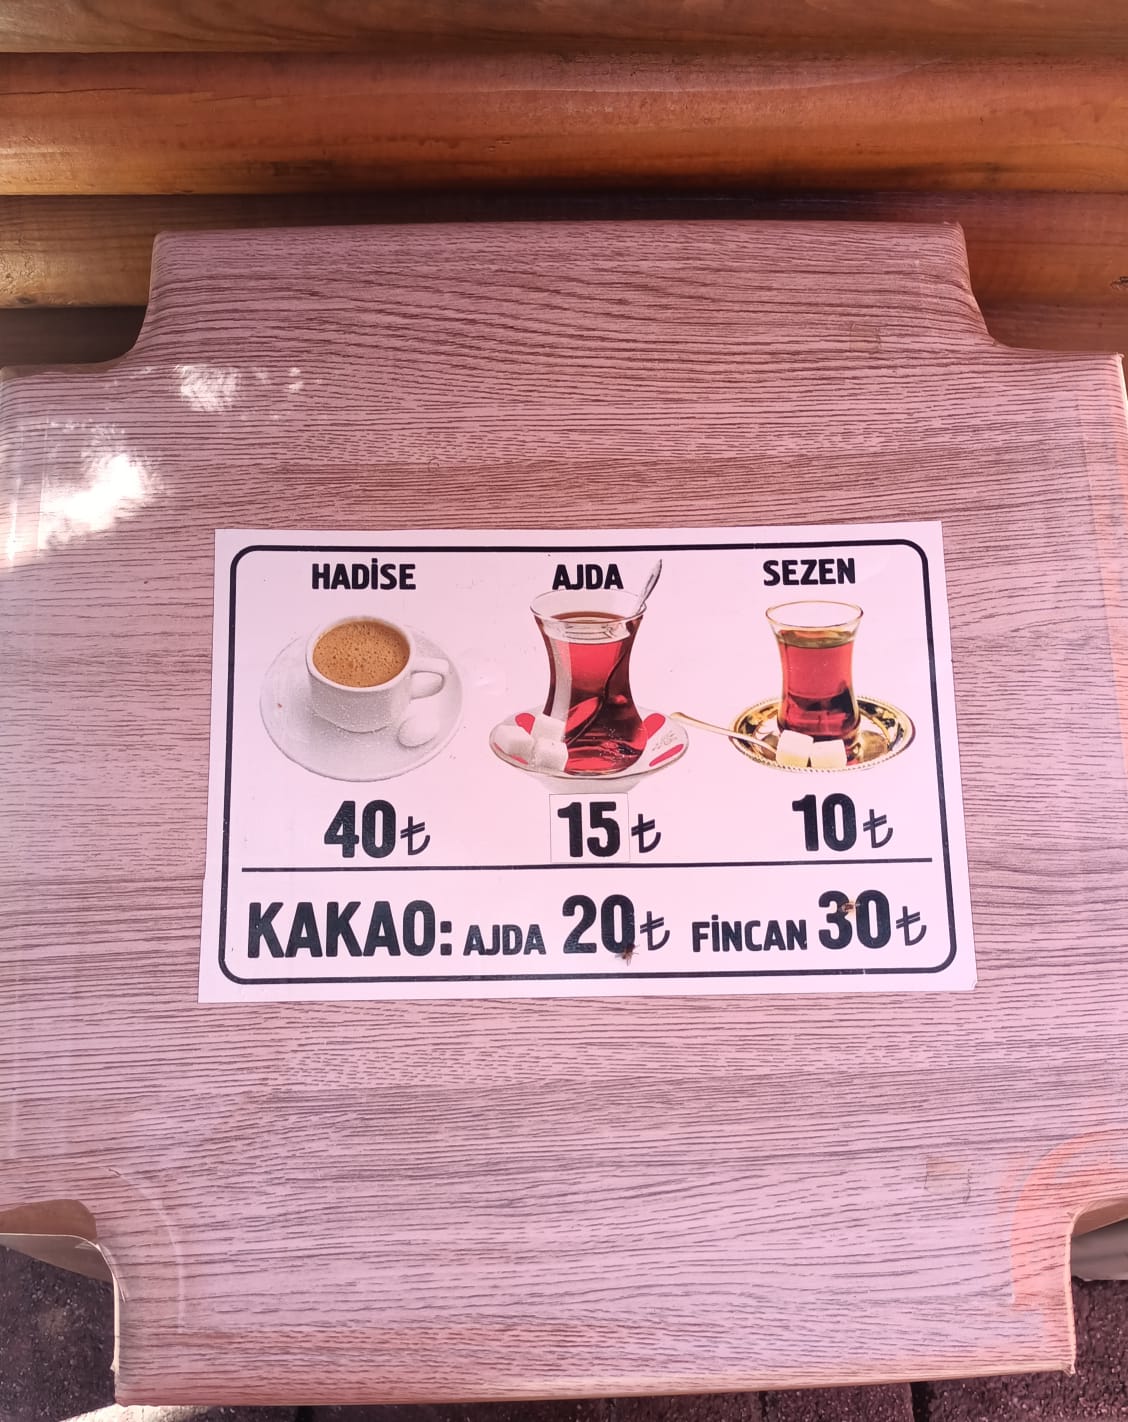 HADİSE AJDA SEZEN
40₺ 15₺ 10₺
KAKAO: AJDA 20₺ FİNCAN 30₺